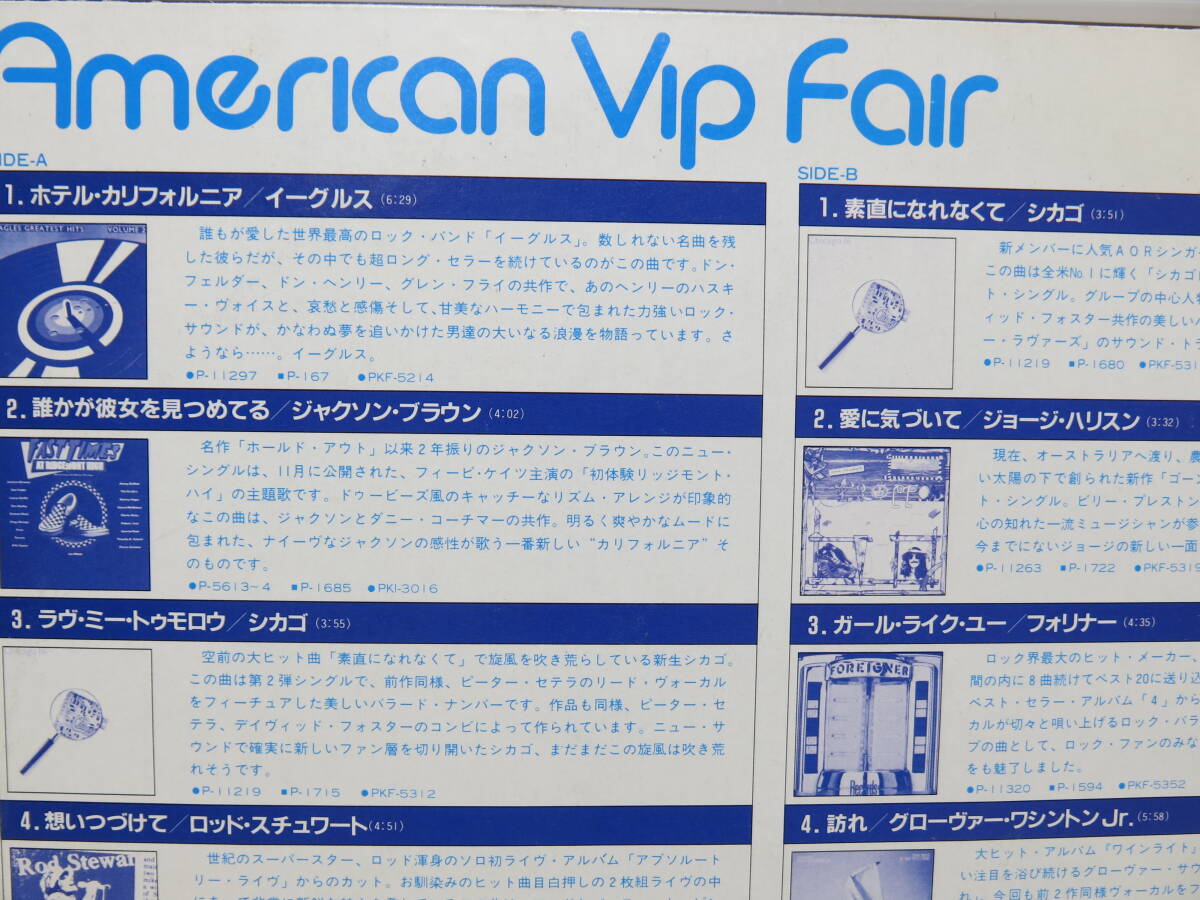 American Vip Fair
IDE-A
1. ホテル・カリフォルニア/イーグルス (6:29)
AGLES GREATEST HITS VOLUME 2
誰もが愛した世界最高のロック・バンド「イーグルス」。数しれない名曲を残
した彼らだが、その中でも超ロング・セラーを続けているのがこの曲です。ドン・
フェルダー、ドン・ヘンリー、グレン・フライの共作で、あのヘンリーのハスキ
ー・ヴォイスと、哀愁と感傷そして、甘美なハーモニーで包まれた力強いロック・
サウンドが、かなわぬ夢を追いかけた男達の大いなる浪漫を物語っています。さ
ようなら……。イーグルス。
●P-11297 ■P-167 ●PKF-5214
2. 誰かが彼女を見つめてる/ジャクソン・ブラウン (4:02)
FAST TIMES
AT RIDGEMONT HIGH
名作「ホールド・アウト」以来2年振りのジャクソン・ブラウン。このニュー・
シングルは、11月に公開された、フィービ・ケイツ主演の「初体験リッジモント・
ハイ」の主題歌です。ドゥービーズ風のキャッチーなリズム・アレンジが印象的
なこの曲は、ジャクソンとダニー・コーチマーの共作。明るく爽やかなムードに
包まれた、ナイーヴなジャクソンの感性が歌う一番新しい“カリフォルニア”そ
のものです。
●P-5613~4 ■P-1685 ●PKI-3016
3. ラヴ・ミー・トゥモロウ/シカゴ (3:55)
空前の大ヒット曲「素直になれなくて」で旋風を吹き荒らしている新生シカゴ。
この曲は第2弾シングルで、前作同様、ピーター・セテラのリード・ヴォーカル
をフィーチュアした美しいバラード・ナンバーです。作品も同様、ピーター・セ
テラ、デイヴィッド・フォスターのコンビによって作られています。ニュー・サ
ウンドで確実に新しいファン層を切り開いたシカゴ、まだまだこの旋風は吹き荒
れそうです。
●P-11219 ■P-1715 ●PKF-5312
4. 想いつづけて/ロッド・スチュワート (4:51)
Rod Stewar
世紀のスーパースター、ロッド渾身のソロ初ライヴ・アルバム「アブソルート
リー・ライヴ」からのカット。お馴染みのヒット曲目白押しの2枚組ライヴの中
SIDE-B
1. 素直になれなくて/シカゴ (3:51)
新メンバーに人気AORシンガ
この曲は全米No.1に輝く「シカゴ
ト・シングル。グループの中心人
ィッド・フォスター共作の美しい
ー・ラヴァーズ」のサウンド・トラ
●P-11219 ■P-1680 ●PKF-531
2. 愛に気づいて/ジョージ・ハリスン (3:32)
現在、オーストラリアへ渡り、農
い太陽の下で創られた新作「ゴーン
ト・シングル。ビリー・プレストン
心の知れた一流ミュージシャンが参
今までにないジョージの新しい一面
●P-11263 ■P-1722 ●PKF-5319
3. ガール・ライク・ユー/フォリナー (4:35)
FOREIGNER
Records
ロック界最大のヒット・メーカー、
間の内に8曲続けてベスト20に送り込
ベスト・セラー・アルバム「4」から
カルが切々と唄い上げるロック・バラ
プの曲として、ロック・ファンのみな
をも魅了しました。
●P-11320 ■P-1594 ●PKF-5352
4. 訪れ/グローヴァー・ワシントンJr. (5:58)
大ヒット・アルバム『ワインライト』
い注目を浴び続けるグローヴァー・サウ
れ、今回も前2作同様ヴォーカルをフ